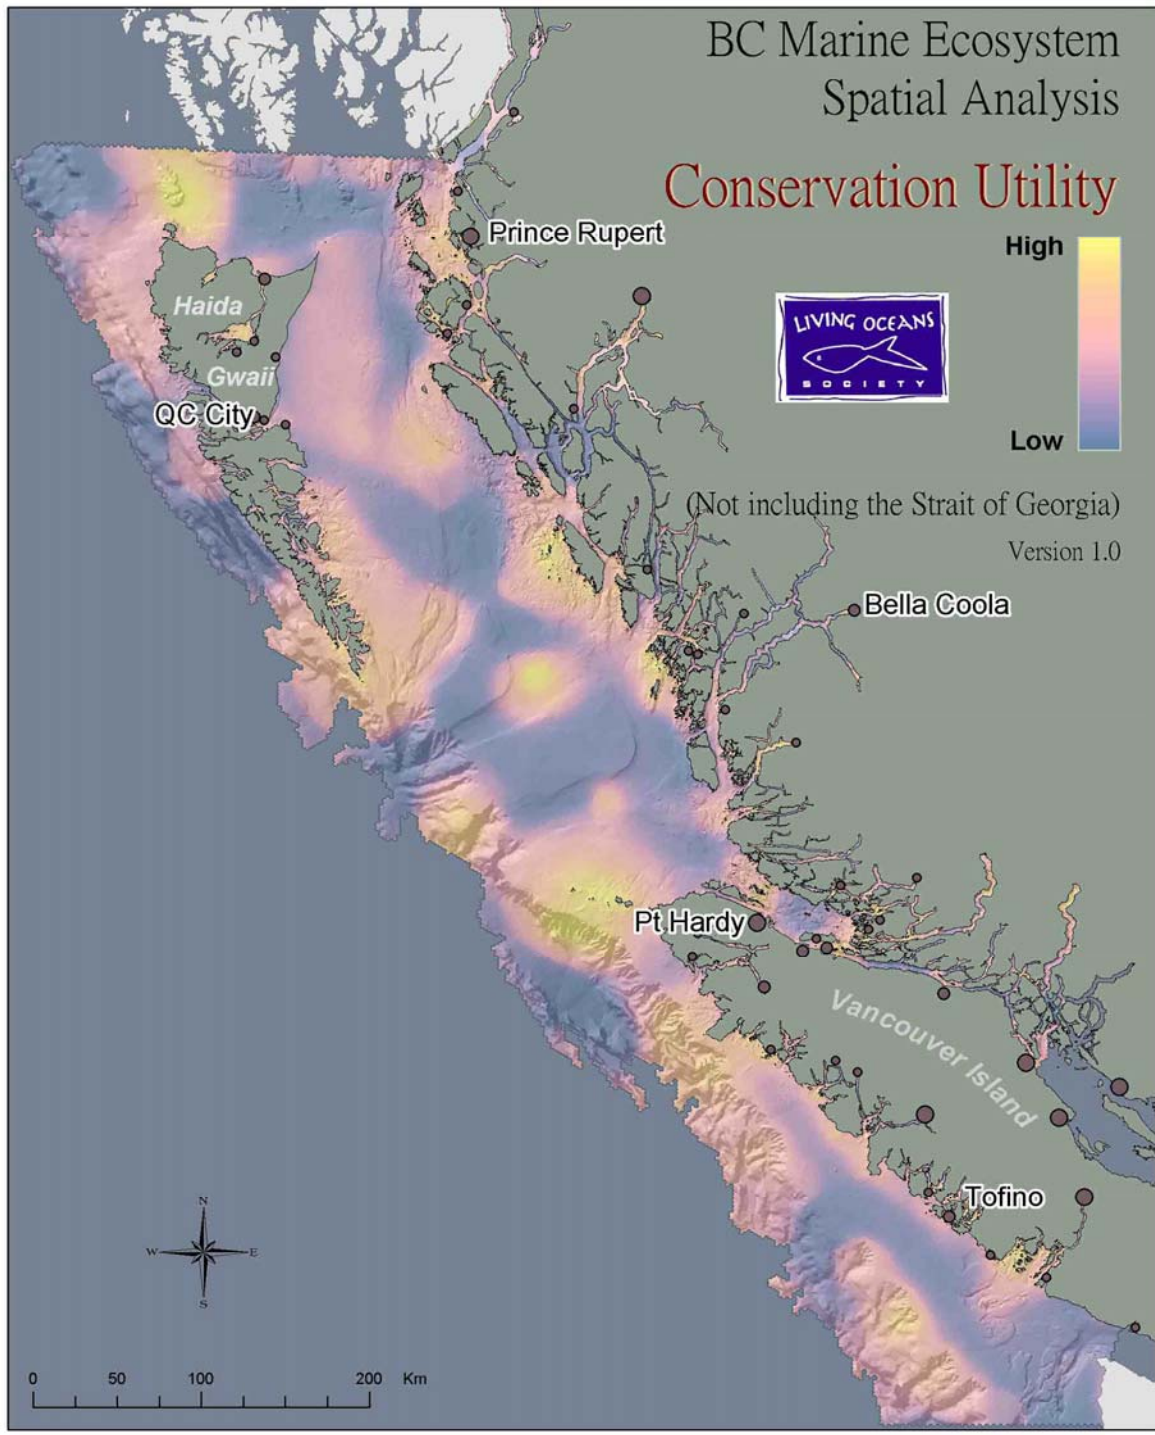 BC Marine Ecosystem
Spatial Analysis
Conservation Utility
High
Low
LIVING OCEANS
SOCIETY
(Not including the Strait of Georgia)
Version 1.0
Prince Rupert
Haida
Gwaii
QC City
Bella Coola
Pt Hardy
Vancouver Island
Tofino
N
W E
S
0 50 100 200 Km